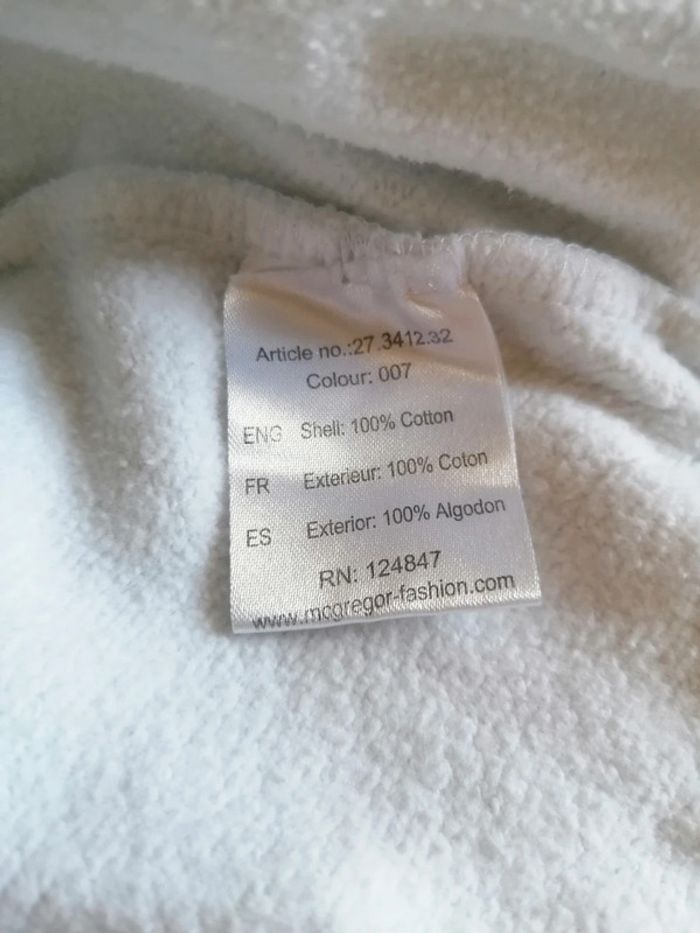 Article no.:27.3412.32
Colour: 007
ENG Shell: 100% Cotton
FR Exterieur: 100% Coton
ES Exterior: 100% Algodon
RN: 124847
www.mcgregor-fashion.com